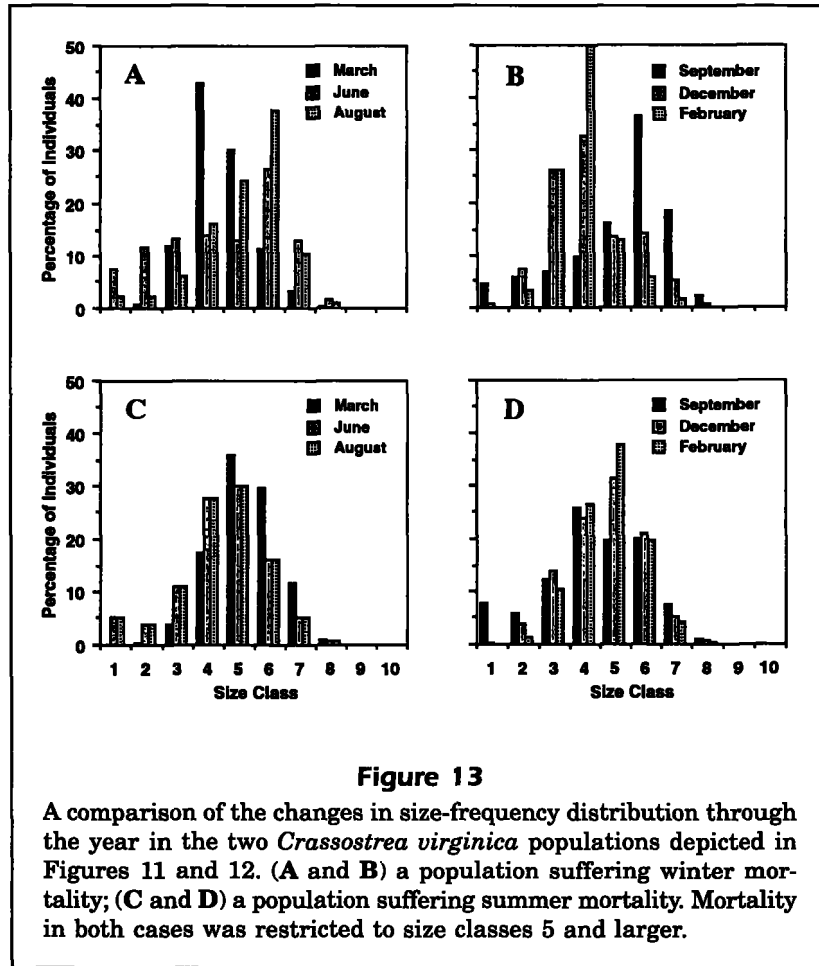 A
B
Percentage of Individuals
50
40
30
20
10
0
March
June
August
September
December
February
C
D
Percentage of Individuals
50
40
30
20
10
0
March
June
August
September
December
February
1 2 3 4 5 6 7 8 9 10
1 2 3 4 5 6 7 8 9 10
Size Class
Size Class
Figure 13
A comparison of the changes in size-frequency distribution through
the year in the two Crassostrea virginica populations depicted in
Figures 11 and 12. (A and B) a population suffering winter mor-
tality; (C and D) a population suffering summer mortality. Mortality
in both cases was restricted to size classes 5 and larger.